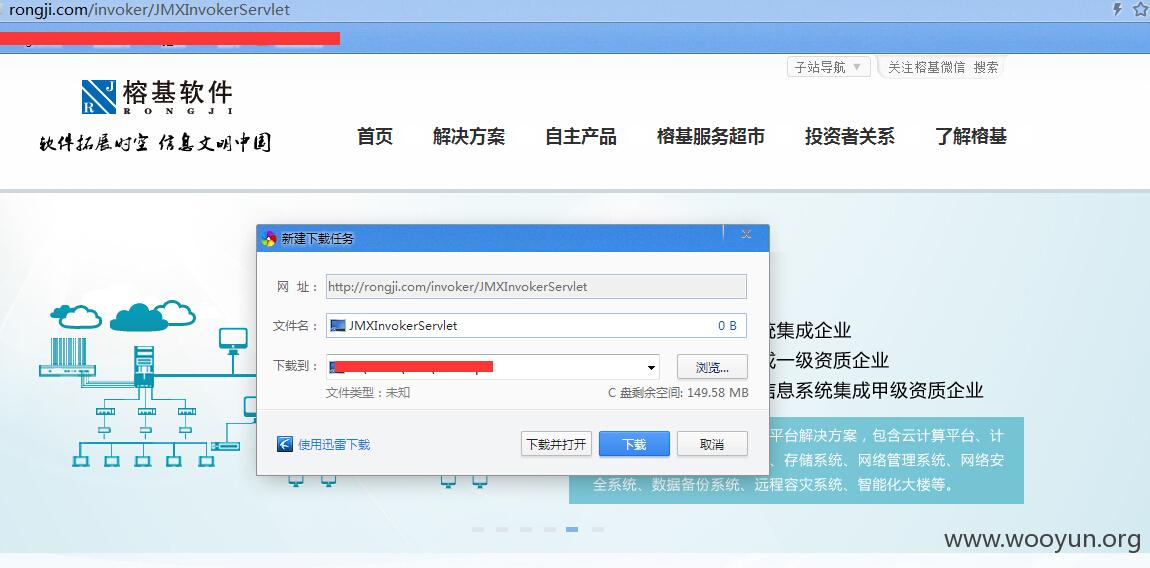 rongji.com/invoker/JMXInvokerServlet
子站导航 ▼
关注榕基微信 搜索
R J 榕基软件
RONGJI
软件拓展时空 信息文明中国
首页 解决方案 自主产品 榕基服务超市 投资者关系 了解榕基
新建下载任务
网 址： http://rongji.com/invoker/JMXInvokerServlet
文件名： JMXInvokerServlet 0 B
下载到： 浏览...
文件类型：未知 C 盘剩余空间: 149.58 MB
使用迅雷下载 下载并打开 下载 取消
统集成企业
成一级资质企业
信息系统集成甲级资质企业
平台解决方案，包含云计算平台、计
、存储系统、网络管理系统、网络安
全系统、数据备份系统、远程容灾系统、智能化大楼等。
www.wooyun.org